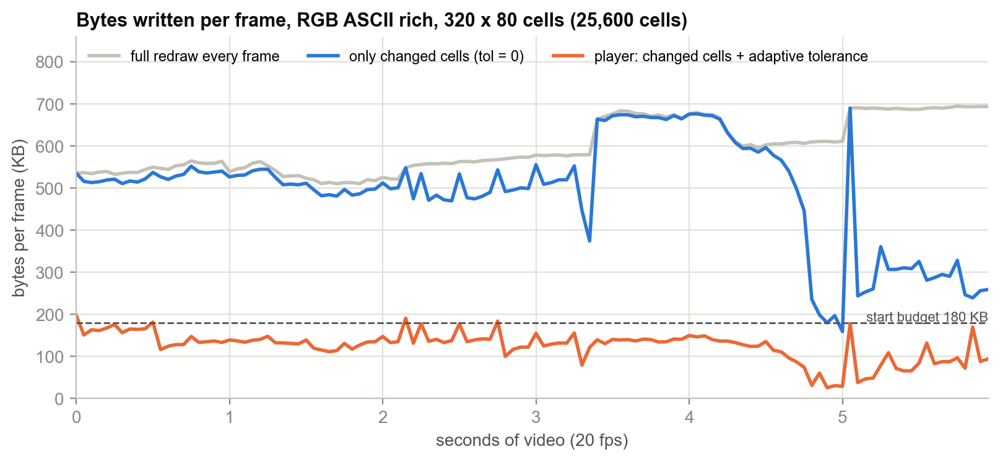 Bytes written per frame, RGB ASCII rich, 320 x 80 cells (25,600 cells)
full redraw every frame
only changed cells (tol = 0)
player: changed cells + adaptive tolerance
bytes per frame (KB)
800
700
600
500
400
300
200
100
0
start budget 180 KB
0 1 2 3 4 5
seconds of video (20 fps)